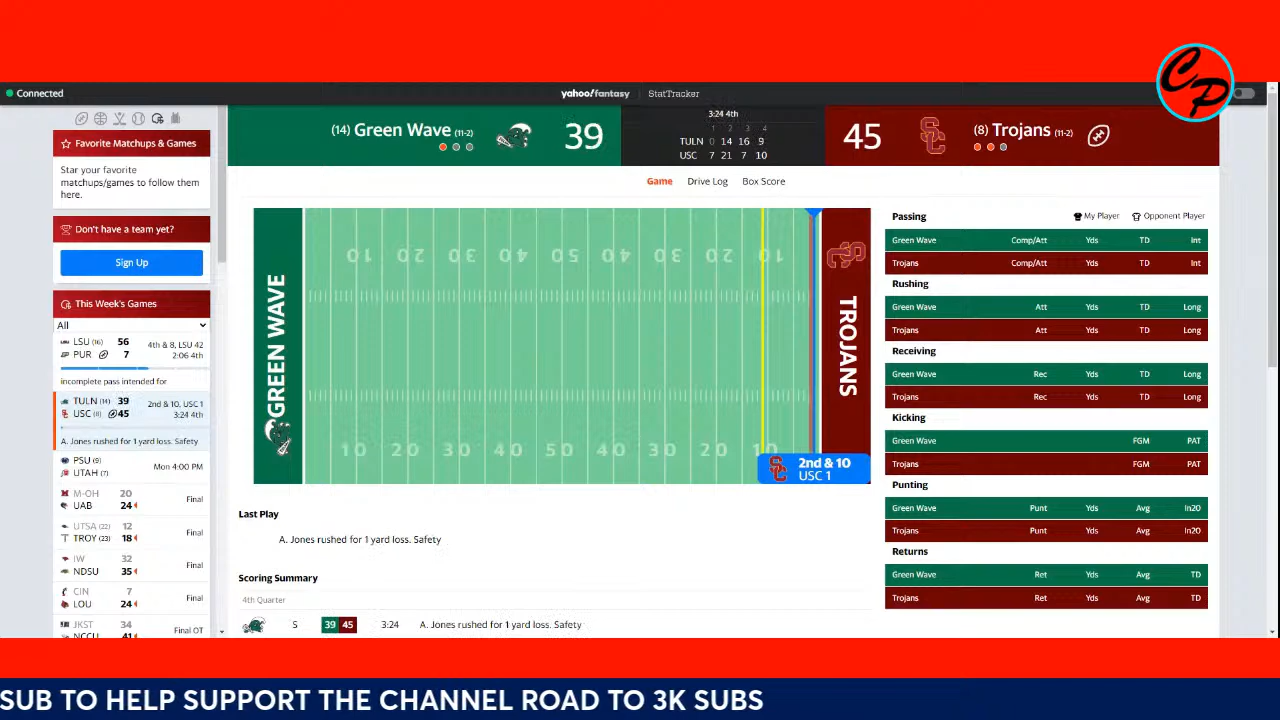 CP
Connected
yahoo!fantasy StatTracker
Favorite Matchups & Games
Star your favorite
matchups/games to follow them
here.
Don't have a team yet?
Sign Up
This Week's Games
All
LSU (16) 56 4th & 8, LSU 42
PUR 7 2:06 4th
incomplete pass intended for
TULN (14) 39 2nd & 10, USC 1
USC (8) 45 3:24 4th
A. Jones rushed for 1 yard loss. Safety
PSU (9)
UTAH (7) Mon 4:00 PM
M-OH 20
UAB 24 Final
UTSA (22) 12
TROY (23) 18 Final
IW 32
NDSU 35 Final
CIN 7
LOU 24 Final
JKST 34
NCCU 41 Final OT
(14) Green Wave (11-2) 39
3:24 4th
1 2 3 4
TULN 0 14 16 9
USC 7 21 7 10
45 SC (8) Trojans (11-2)
Game Drive Log Box Score
GREEN WAVE
10 20 30 40 50 40 30 20 10
10 20 30 40 50 40 30 20 10
SC
TROJANS
SC 2nd & 10
USC 1
Last Play
A. Jones rushed for 1 yard loss. Safety
Scoring Summary
4th Quarter
S 39 45 3:24 A. Jones rushed for 1 yard loss. Safety
Passing My Player Opponent Player
Green Wave Comp/Att Yds TD Int
Trojans Comp/Att Yds TD Int
Rushing
Green Wave Att Yds TD Long
Trojans Att Yds TD Long
Receiving
Green Wave Rec Yds TD Long
Trojans Rec Yds TD Long
Kicking
Green Wave FGM PAT
Trojans FGM PAT
Punting
Green Wave Punt Yds Avg In20
Trojans Punt Yds Avg In20
Returns
Green Wave Ret Yds Avg TD
Trojans Ret Yds Avg TD
SUB TO HELP SUPPORT THE CHANNEL ROAD TO 3K SUBS